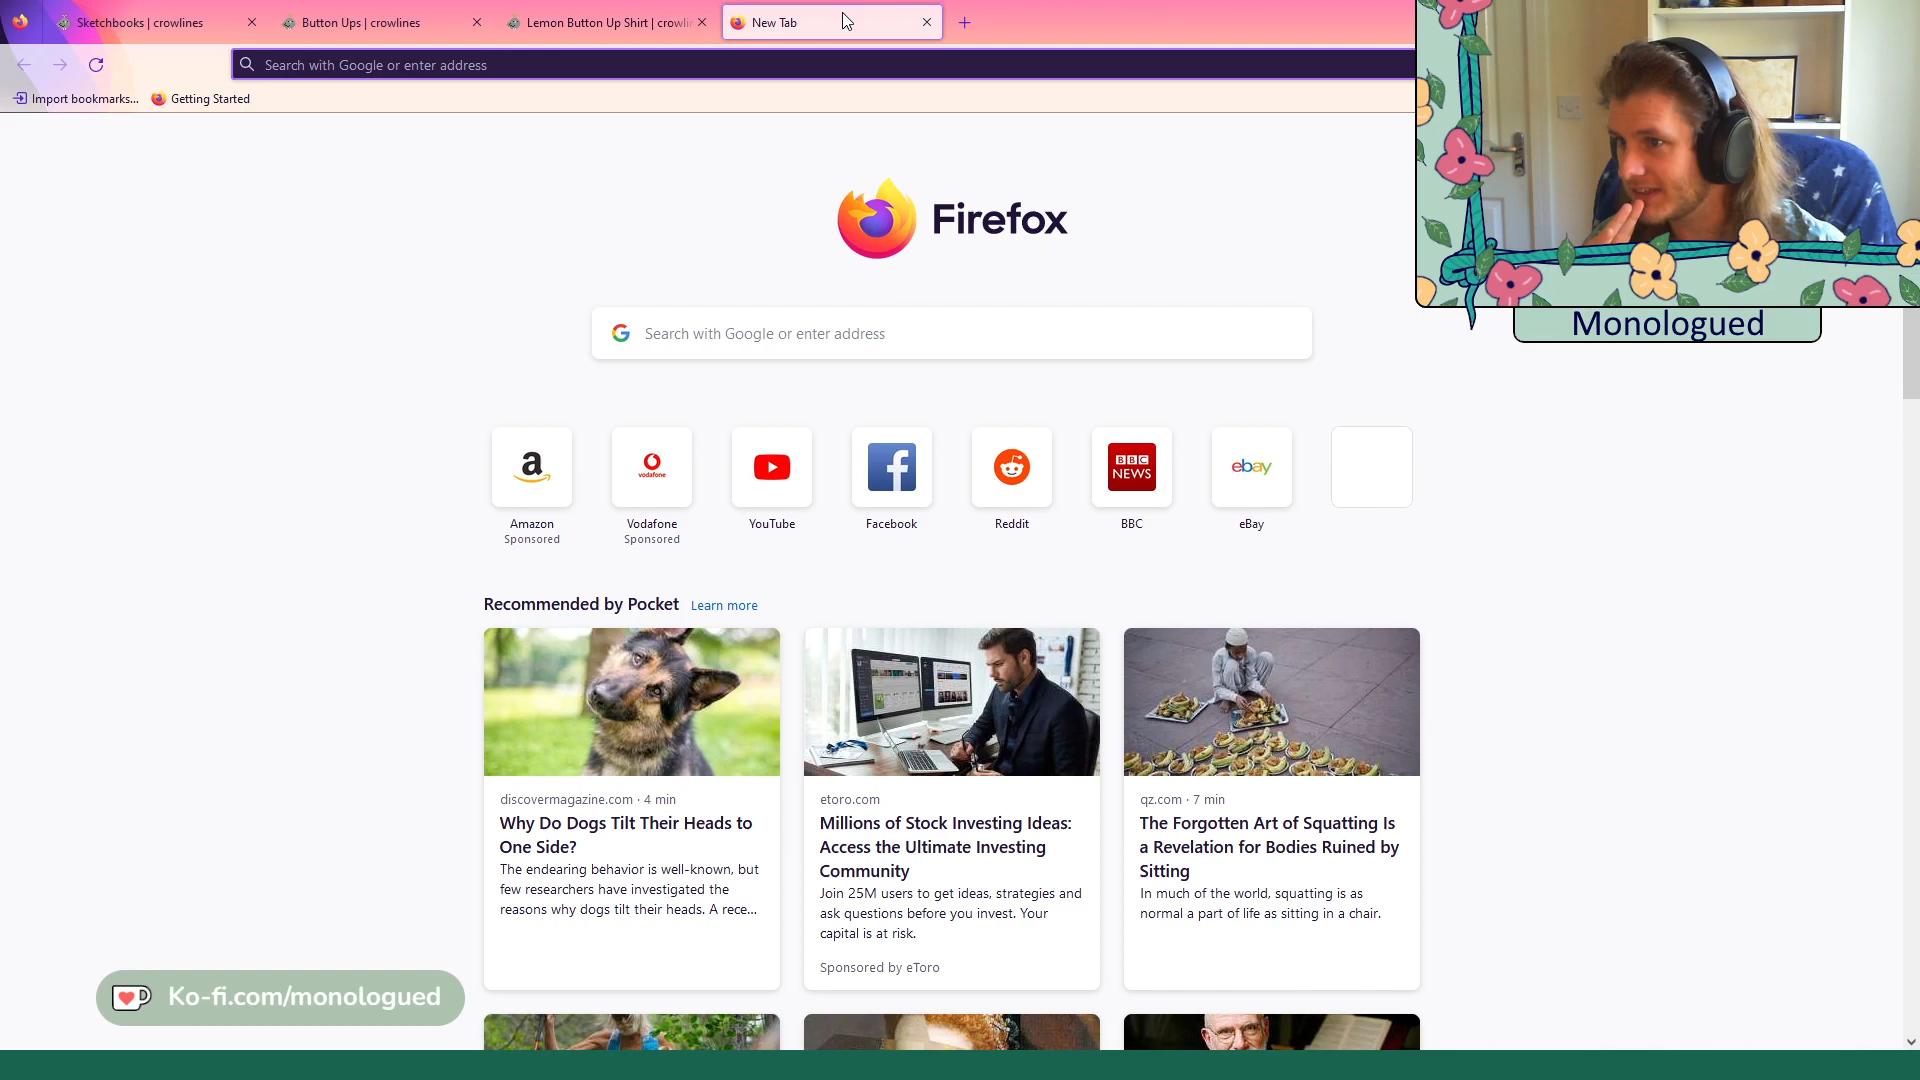 Sketchbooks | crowlines
Button Ups | crowlines
Lemon Button Up Shirt | crowlin
New Tab
Search with Google or enter address
Import bookmarks...
Getting Started
Firefox
Search with Google or enter address
Monologued
a
vodafone
BBC
NEWS
ebay
Amazon
Sponsored
Vodafone
Sponsored
YouTube
Facebook
Reddit
BBC
eBay
Recommended by Pocket
Learn more
discovermagazine.com · 4 min
Why Do Dogs Tilt Their Heads to
One Side?
The endearing behavior is well-known, but
few researchers have investigated the
reasons why dogs tilt their heads. A rece...
etoro.com
Millions of Stock Investing Ideas:
Access the Ultimate Investing
Community
Join 25M users to get ideas, strategies and
ask questions before you invest. Your
capital is at risk.
Sponsored by eToro
qz.com · 7 min
The Forgotten Art of Squatting Is
a Revelation for Bodies Ruined by
Sitting
In much of the world, squatting is as
normal a part of life as sitting in a chair.
Ko-fi.com/monologued